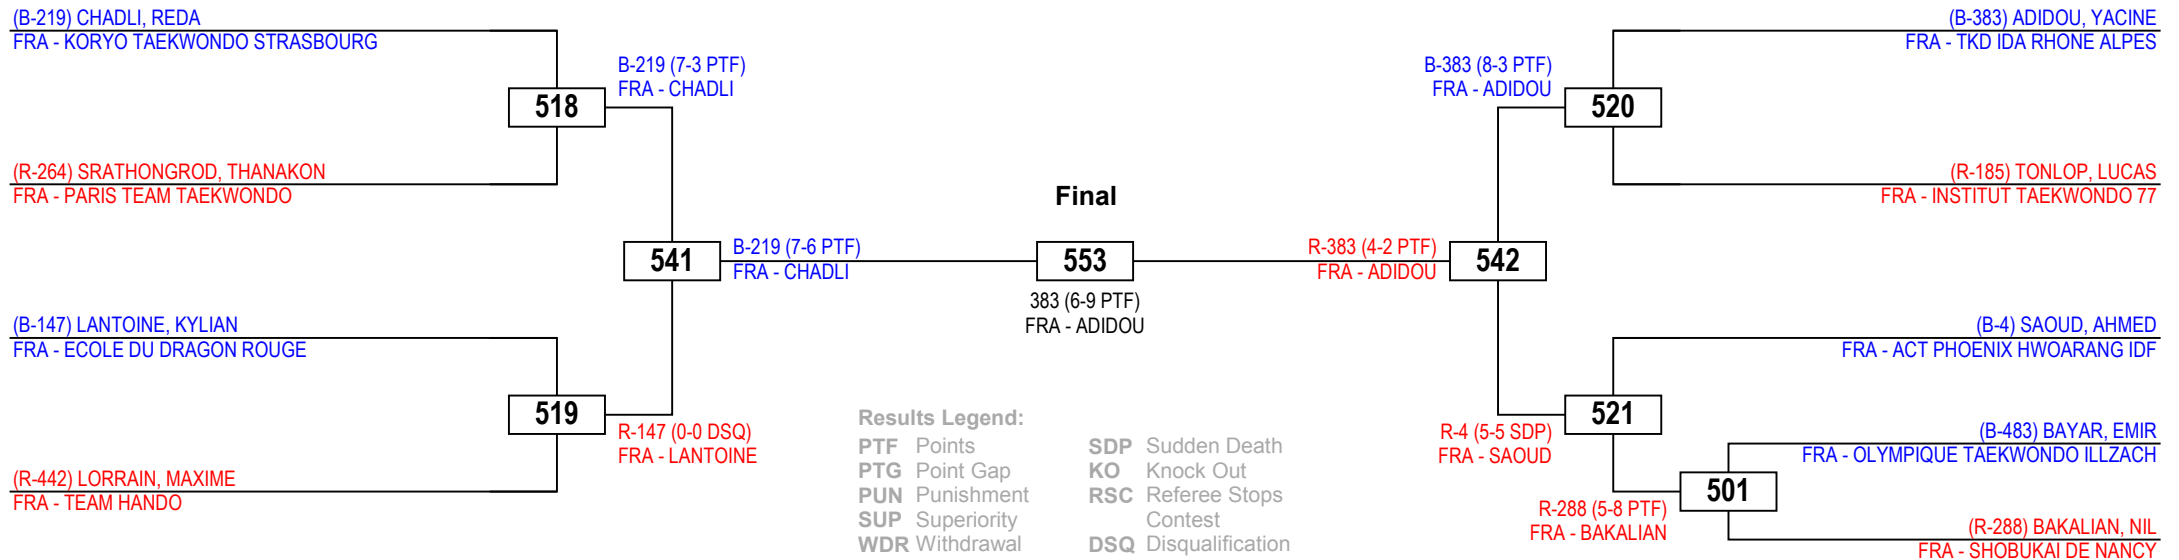 (B-219) CHADLI, REDA
FRA - KORYO TAEKWONDO STRASBOURG
B-219 (7-3 PTF)
FRA - CHADLI
518
(R-264) SRATHONGROD, THANAKON
FRA - PARIS TEAM TAEKWONDO
541
B-219 (7-6 PTF)
FRA - CHADLI
(B-147) LANTOINE, KYLIAN
FRA - ECOLE DU DRAGON ROUGE
519
R-147 (0-0 DSQ)
FRA - LANTOINE
(R-442) LORRAIN, MAXIME
FRA - TEAM HANDO
Final
553
383 (6-9 PTF)
FRA - ADIDOU
(B-383) ADIDOU, YACINE
FRA - TKD IDA RHONE ALPES
B-383 (8-3 PTF)
FRA - ADIDOU
520
(R-185) TONLOP, LUCAS
FRA - INSTITUT TAEKWONDO 77
R-383 (4-2 PTF)
FRA - ADIDOU
542
(B-4) SAOUD, AHMED
FRA - ACT PHOENIX HWOARANG IDF
521
R-4 (5-5 SDP)
FRA - SAOUD
(B-483) BAYAR, EMIR
FRA - OLYMPIQUE TAEKWONDO ILLZACH
501
R-288 (5-8 PTF)
FRA - BAKALIAN
(R-288) BAKALIAN, NIL
FRA - SHOBUKAI DE NANCY
Results Legend:
PTF Points
PTG Point Gap
PUN Punishment
SUP Superiority
WDR Withdrawal
SDP Sudden Death
KO Knock Out
RSC Referee Stops
Contest
DSQ Disqualification